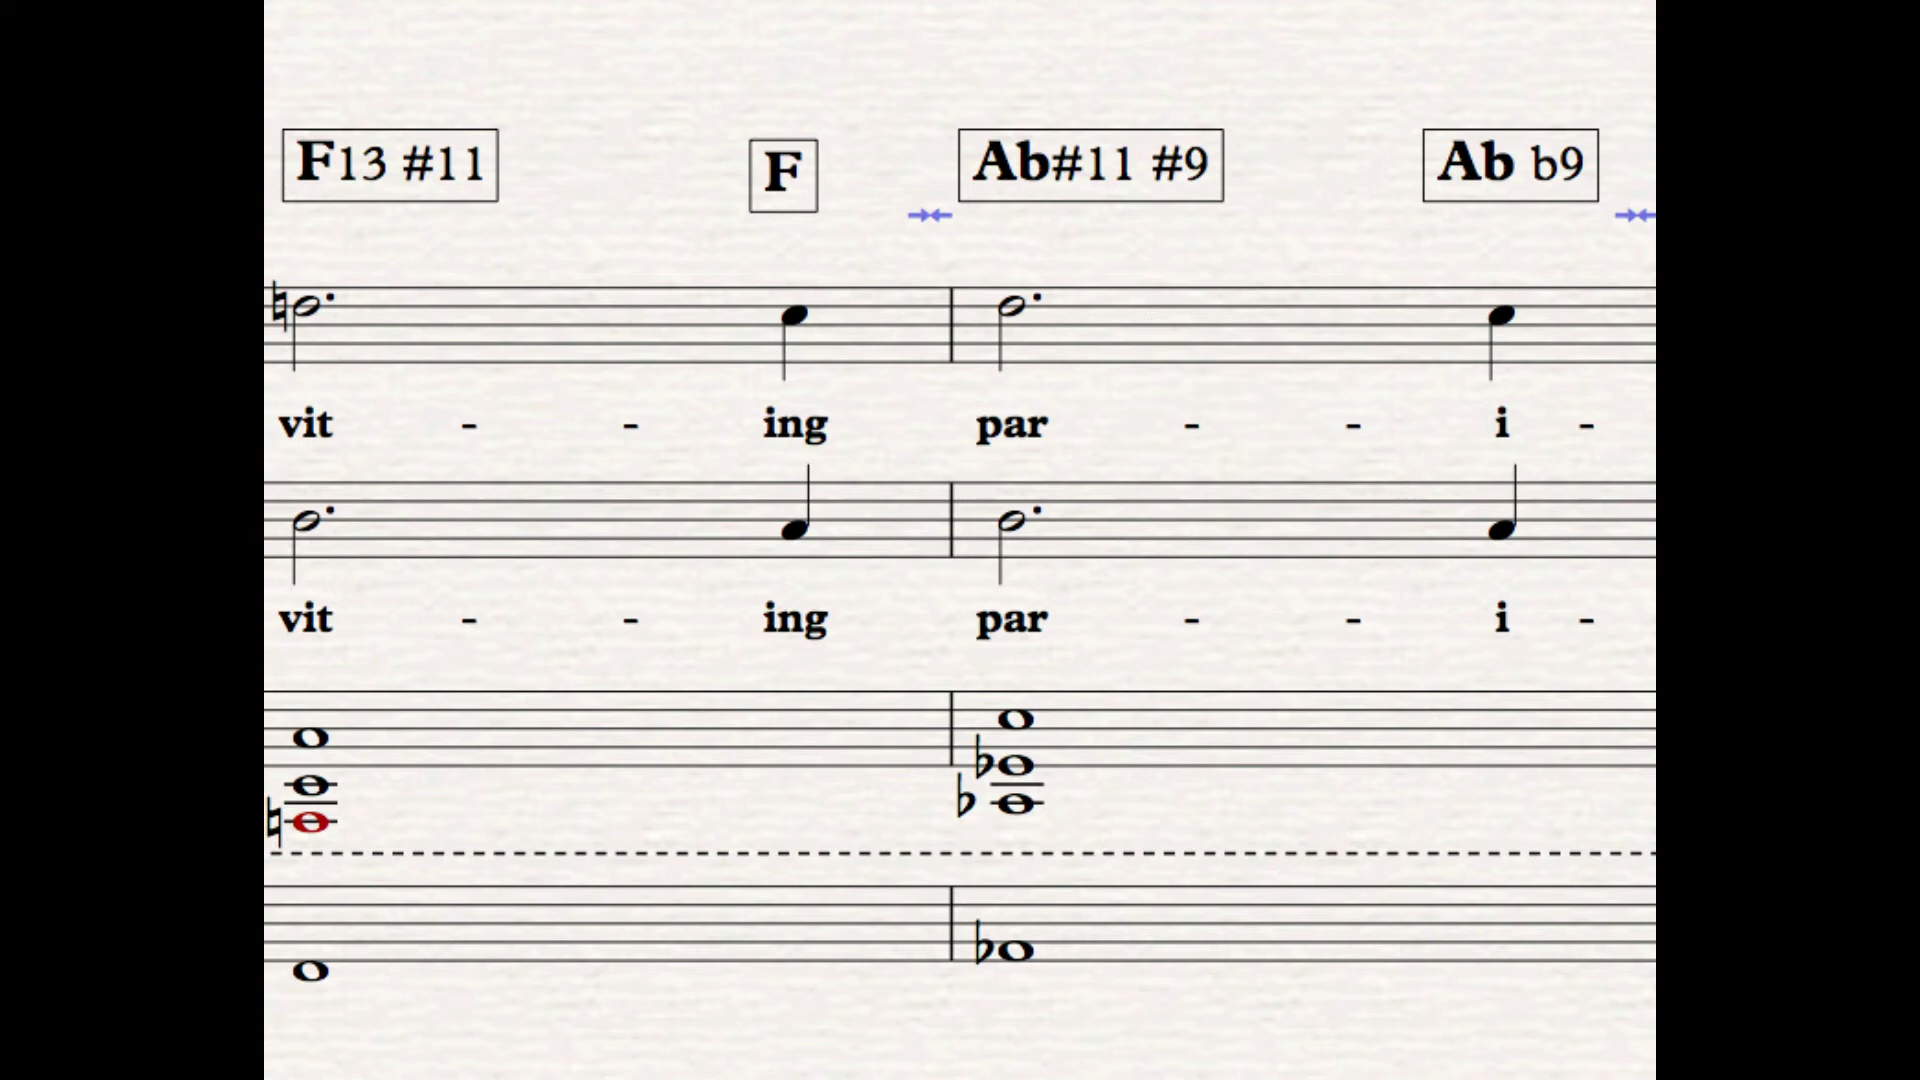 F13 #11 F Ab#11 #9 Ab b9
vit - - ing par - - i -
vit - - ing par - - i -